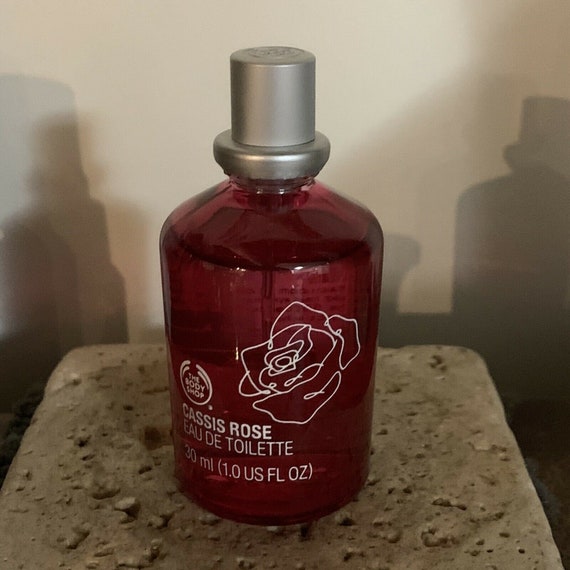 THE
BODY
SHOP
®
CASSIS ROSE
EAU DE TOILETTE
30 ml (1.0 US FL OZ)